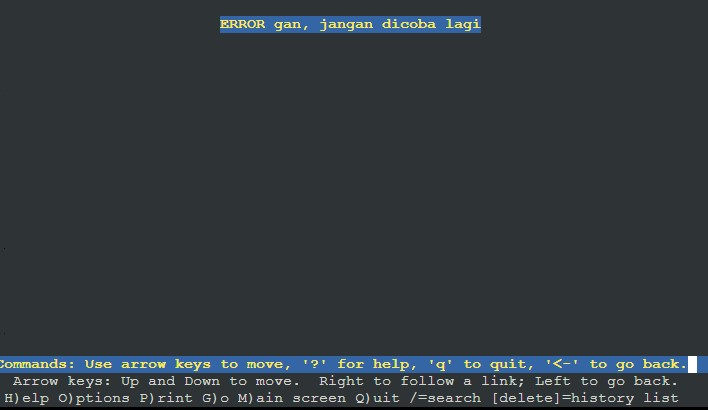 ERROR gan, jangan dicoba lagi
Commands: Use arrow keys to move, '?' for help, 'q' to quit, '<-' to go back.
Arrow keys: Up and Down to move.  Right to follow a link; Left to go back.
H)elp O)ptions P)rint G)o M)ain screen Q)uit /=search [delete]=history list